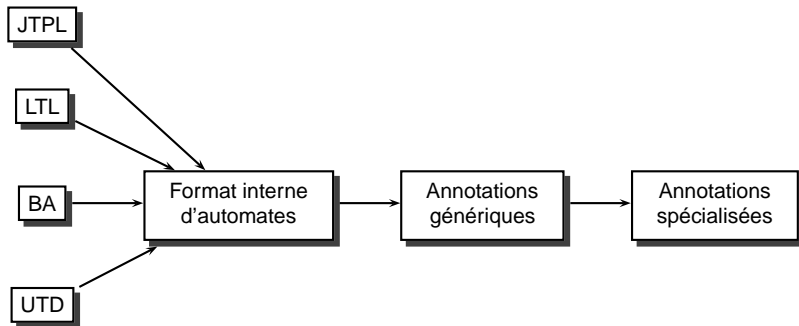 JTPL
LTL
BA
UTD
Format interne
d'automates
Annotations
génériques
Annotations
spécialisées